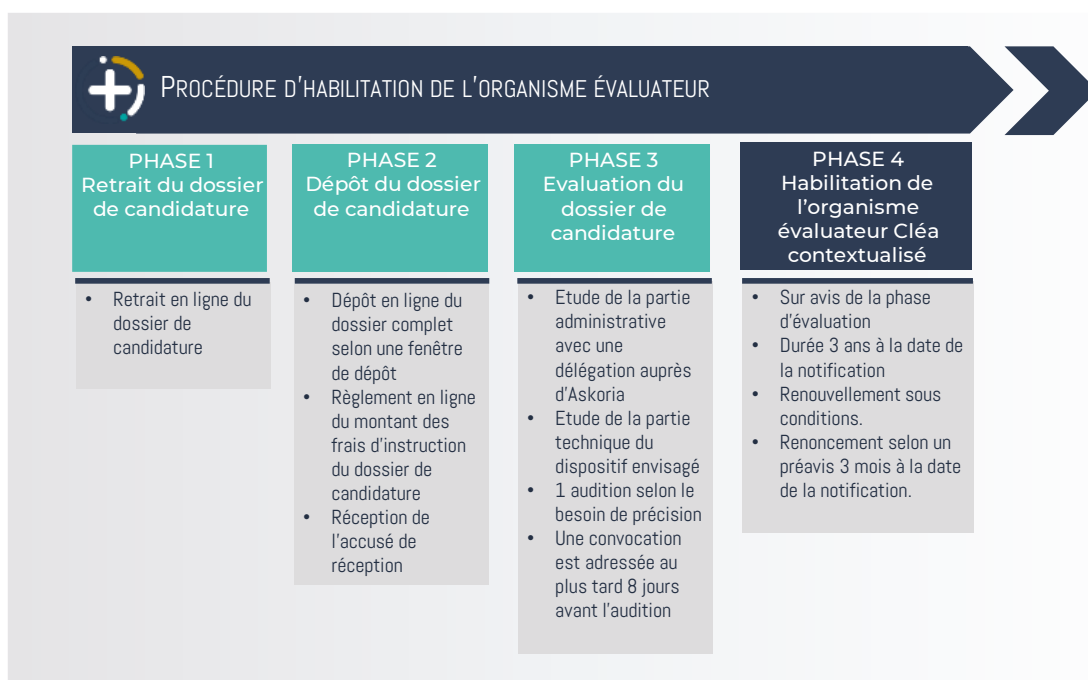 PROCÉDURE D'HABILITATION DE L'ORGANISME ÉVALUATEUR
PHASE 1
Retrait du dossier
de candidature
• Retrait en ligne du
dossier de
candidature
PHASE 2
Dépôt du dossier
de candidature
• Dépôt en ligne du
dossier complet
selon une fenêtre
de dépôt
• Règlement en ligne
du montant des
frais d'instruction
du dossier de
candidature
• Réception de
l'accusé de
réception
PHASE 3
Evaluation du
dossier de
candidature
• Etude de la partie
administrative
avec une
délégation auprès
d'Askoria
• Etude de la partie
technique du
dispositif envisagé
• 1 audition selon le
besoin de précision
• Une convocation
est adressée au
plus tard 8 jours
avant l'audition
PHASE 4
Habilitation de
l'organisme
évaluateur Cléa
contextualisé
• Sur avis de la phase
d'évaluation
• Durée 3 ans à la date de
la notification
• Renouvellement sous
conditions.
• Renoncement selon un
préavis 3 mois à la date
de la notification.